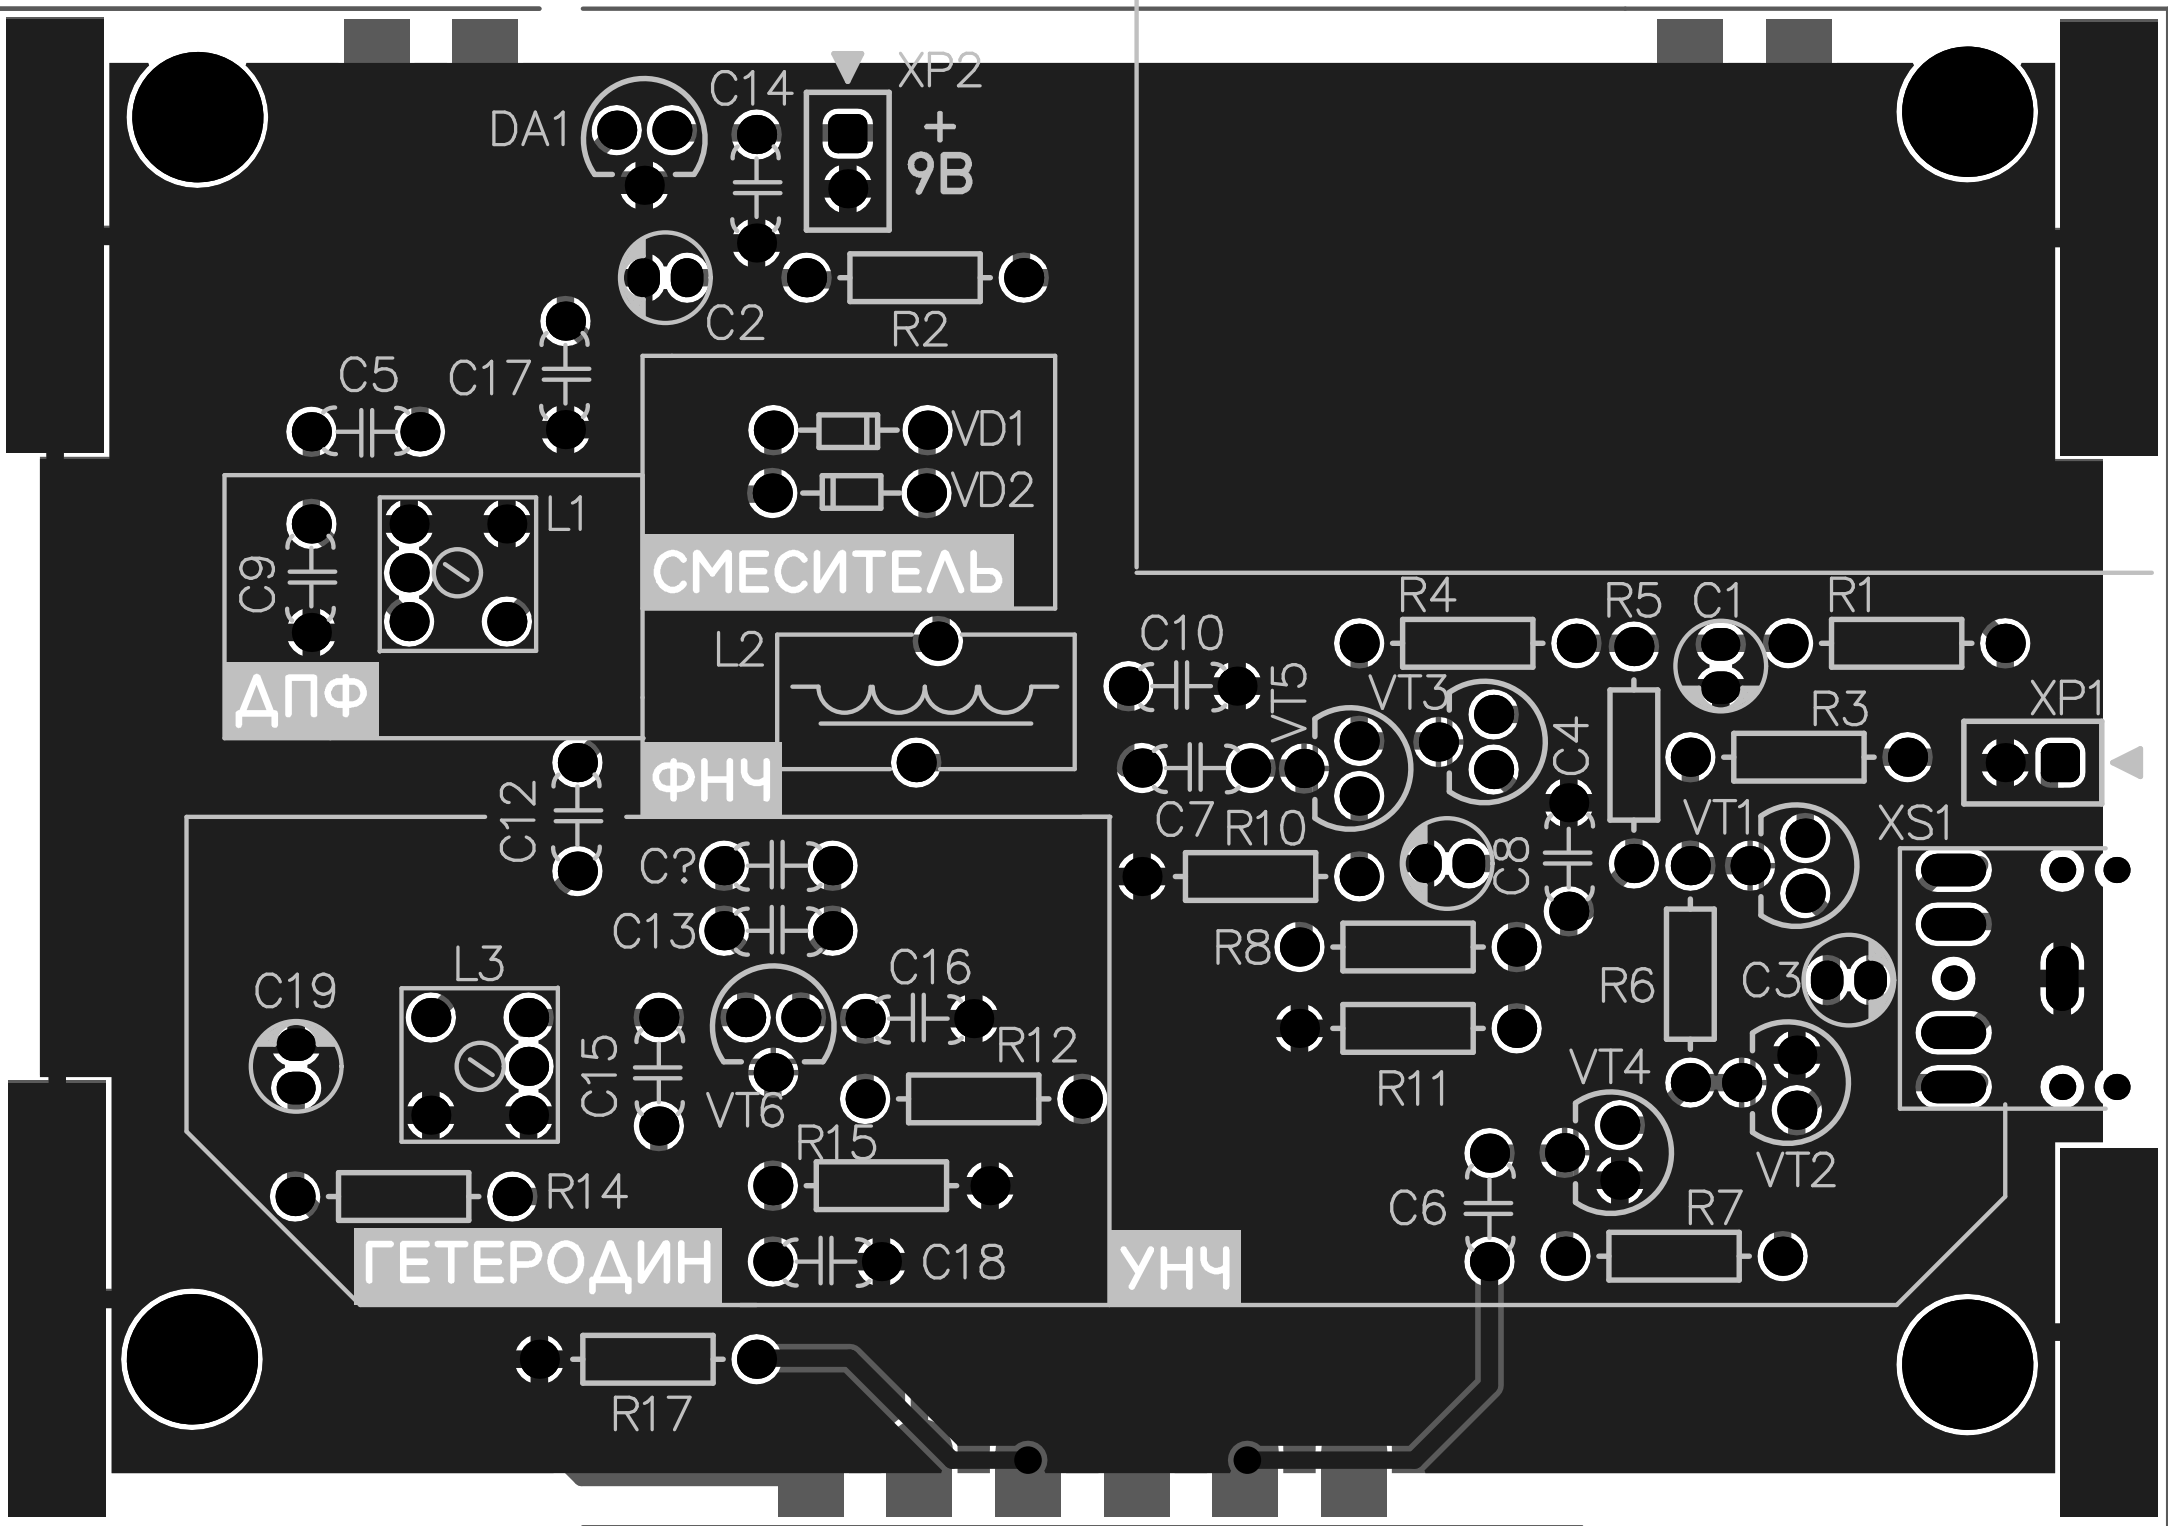 XP2
C14
DA1
+
9В
C2
R2
C5
C17
VD1
VD2
L1
C9
СМЕСИТЕЛЬ
L2
ДПФ
ФНЧ
C10
R4
R5
C1
R1
VT5
VT3
C4
R3
XP1
C7
R10
VT1
XS1
C12
C?
C8
C13
R8
C16
L3
C19
R6
C3
C15
R12
VT4
R11
VT6
R15
VT2
R14
C6
R7
ГЕТЕРОДИН
C18
УНЧ
R17